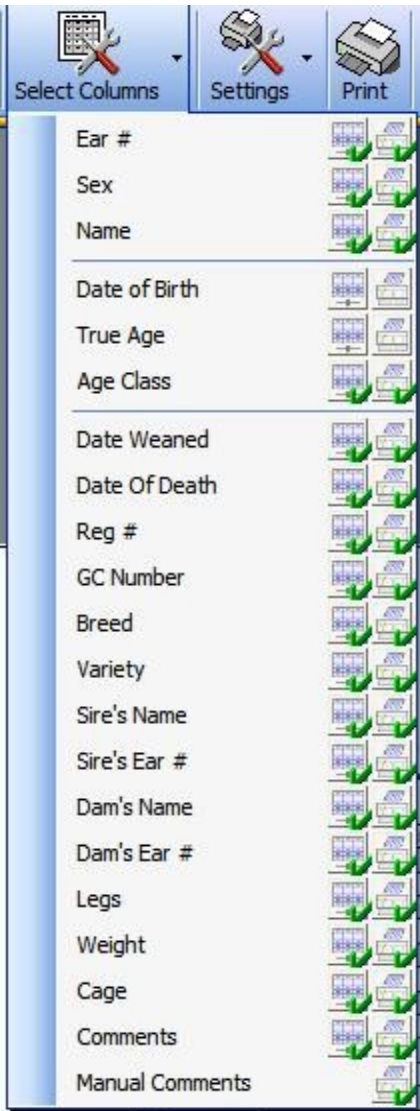 Select Columns Settings Print
Ear #
Sex
Name
Date of Birth
True Age
Age Class
Date Weaned
Date Of Death
Reg #
GC Number
Breed
Variety
Sire's Name
Sire's Ear #
Dam's Name
Dam's Ear #
Legs
Weight
Cage
Comments
Manual Comments